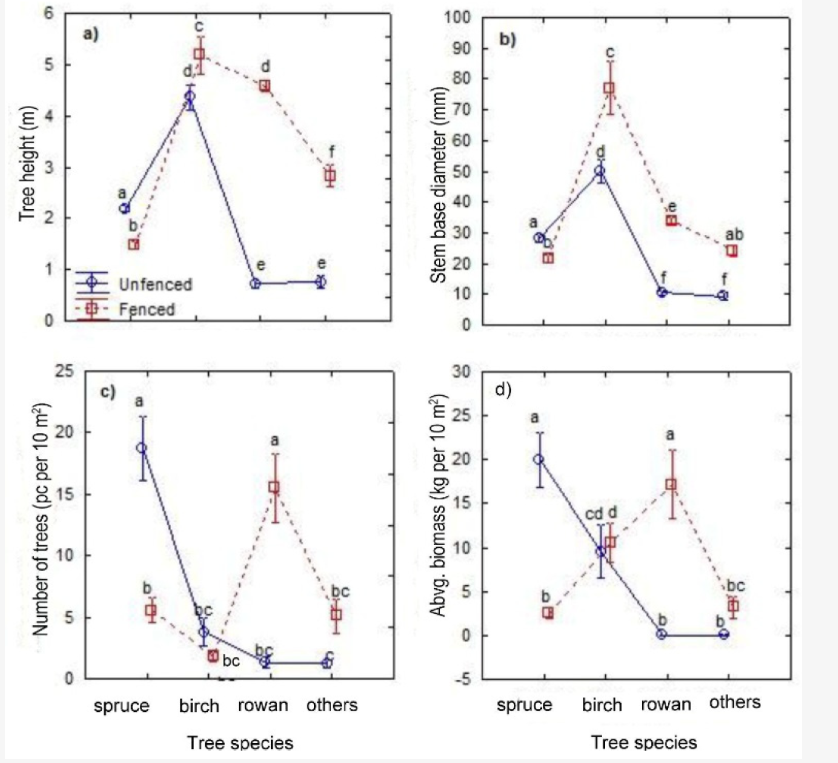 a)
Tree height (m)
6
5
4
3
2
1
0
a
b
d
c
d
e
f
e
Unfenced
Fenced
b)
Stem base diameter (mm)
100
90
80
70
60
50
40
30
20
10
0
a
b
d
c
e
f
ab
f
c)
Number of trees (pc per 10 m²)
25
20
15
10
5
0
a
b
bc
bc
a
bc
bc
c
spruce birch rowan others
Tree species
d)
Abvg. biomass (kg per 10 m²)
30
25
20
15
10
5
0
-5
a
b
cd d
a
b
bc
b
spruce birch rowan others
Tree species